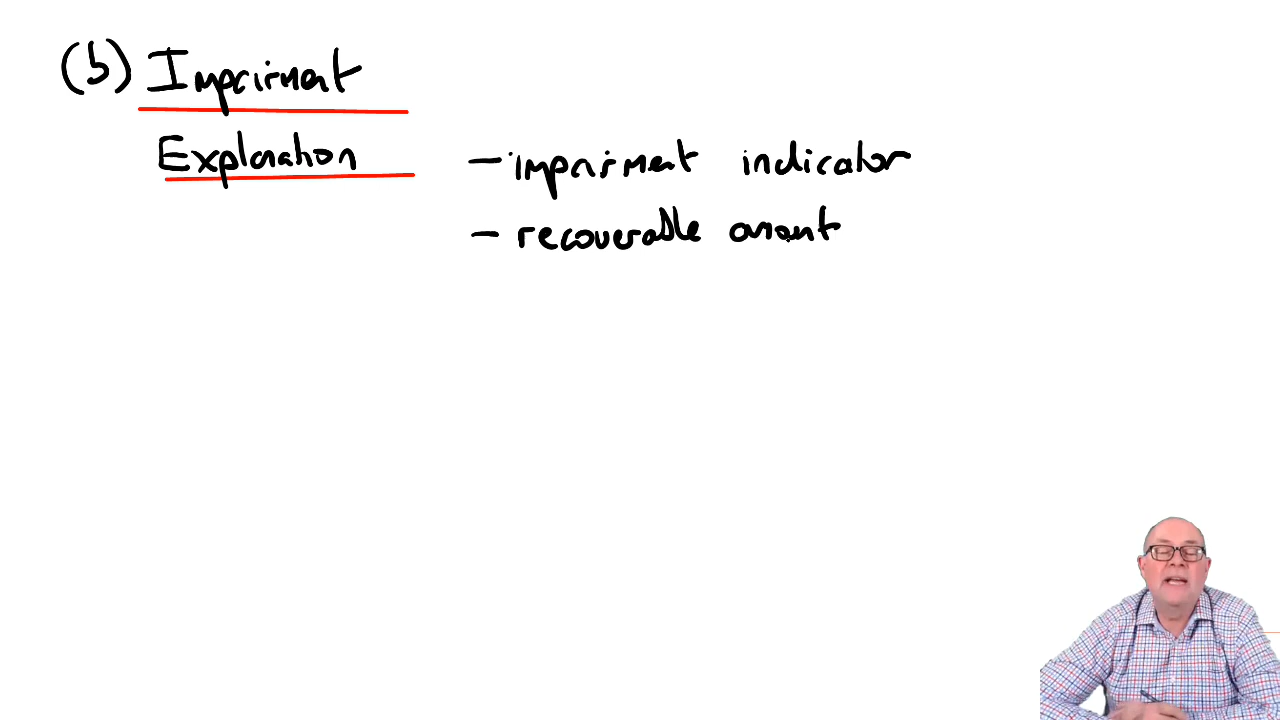 (b) Impairment
Explanation - impairment indicator
- recoverable amount